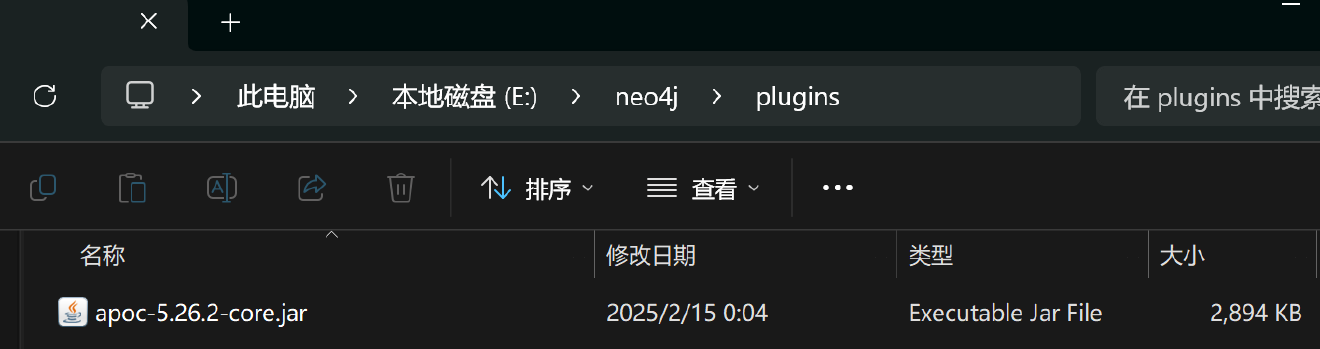 此电脑 > 本地磁盘 (E:) > neo4j > plugins
在 plugins 中搜索
排序 查看
名称 修改日期 类型 大小
apoc-5.26.2-core.jar 2025/2/15 0:04 Executable Jar File 2,894 KB